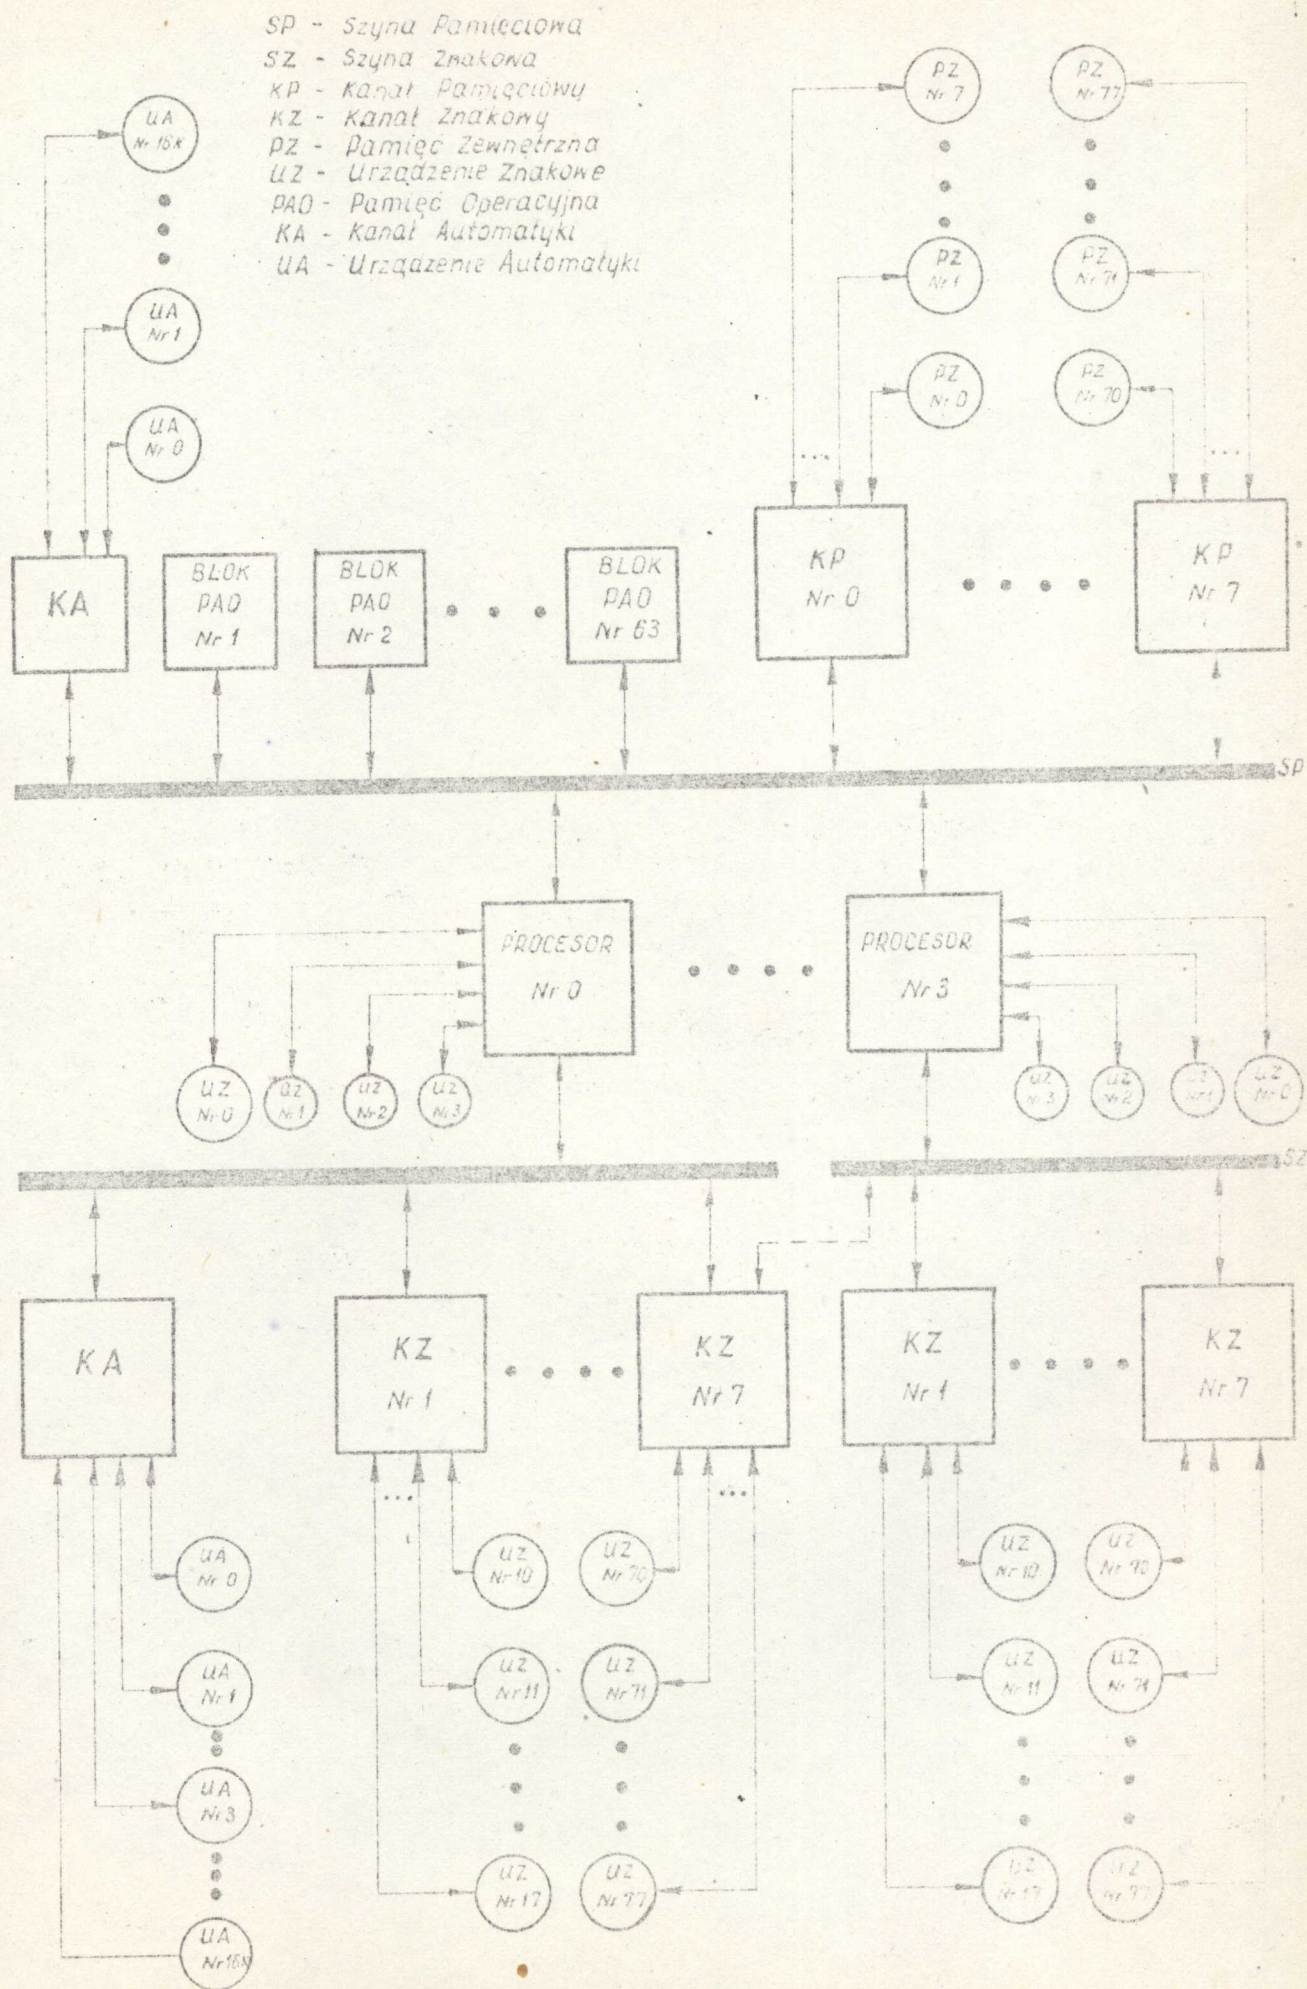 SP - Szyna Pamięciowa
SZ - Szyna Znakowa
KP - Kanał Pamięciowy
KZ - Kanał Znakowy
PZ - Pamięć Zewnętrzna
UZ - Urządzenie Znakowe
PAO - Pamięć Operacyjna
KA - Kanał Automatyki
UA - Urządzenie Automatyki
UA
Nr 16K
UA
Nr 1
UA
Nr 0
PZ
Nr 7
PZ
Nr 77
PZ
Nr 1
PZ
Nr 71
PZ
Nr 0
PZ
Nr 70
...
...
KA
BLOK
PAO
Nr 1
BLOK
PAO
Nr 2
BLOK
PAO
Nr 63
KP
Nr 0
KP
Nr 7
SP
PROCESOR
Nr 0
PROCESOR
Nr 3
UZ
Nr 0
UZ
Nr 1
UZ
Nr 2
UZ
Nr 3
UZ
Nr 3
UZ
Nr 2
UZ
Nr 1
UZ
Nr 0
SZ
KA
KZ
Nr 1
KZ
Nr 7
KZ
Nr 1
KZ
Nr 7
...
...
UA
Nr 0
UZ
Nr 10
UZ
Nr 70
UZ
Nr 10
UZ
Nr 70
UA
Nr 1
UZ
Nr 11
UZ
Nr 71
UZ
Nr 11
UZ
Nr 71
UA
Nr 3
UZ
Nr 17
UZ
Nr 77
UZ
Nr 17
UZ
Nr 77
UA
Nr 16K